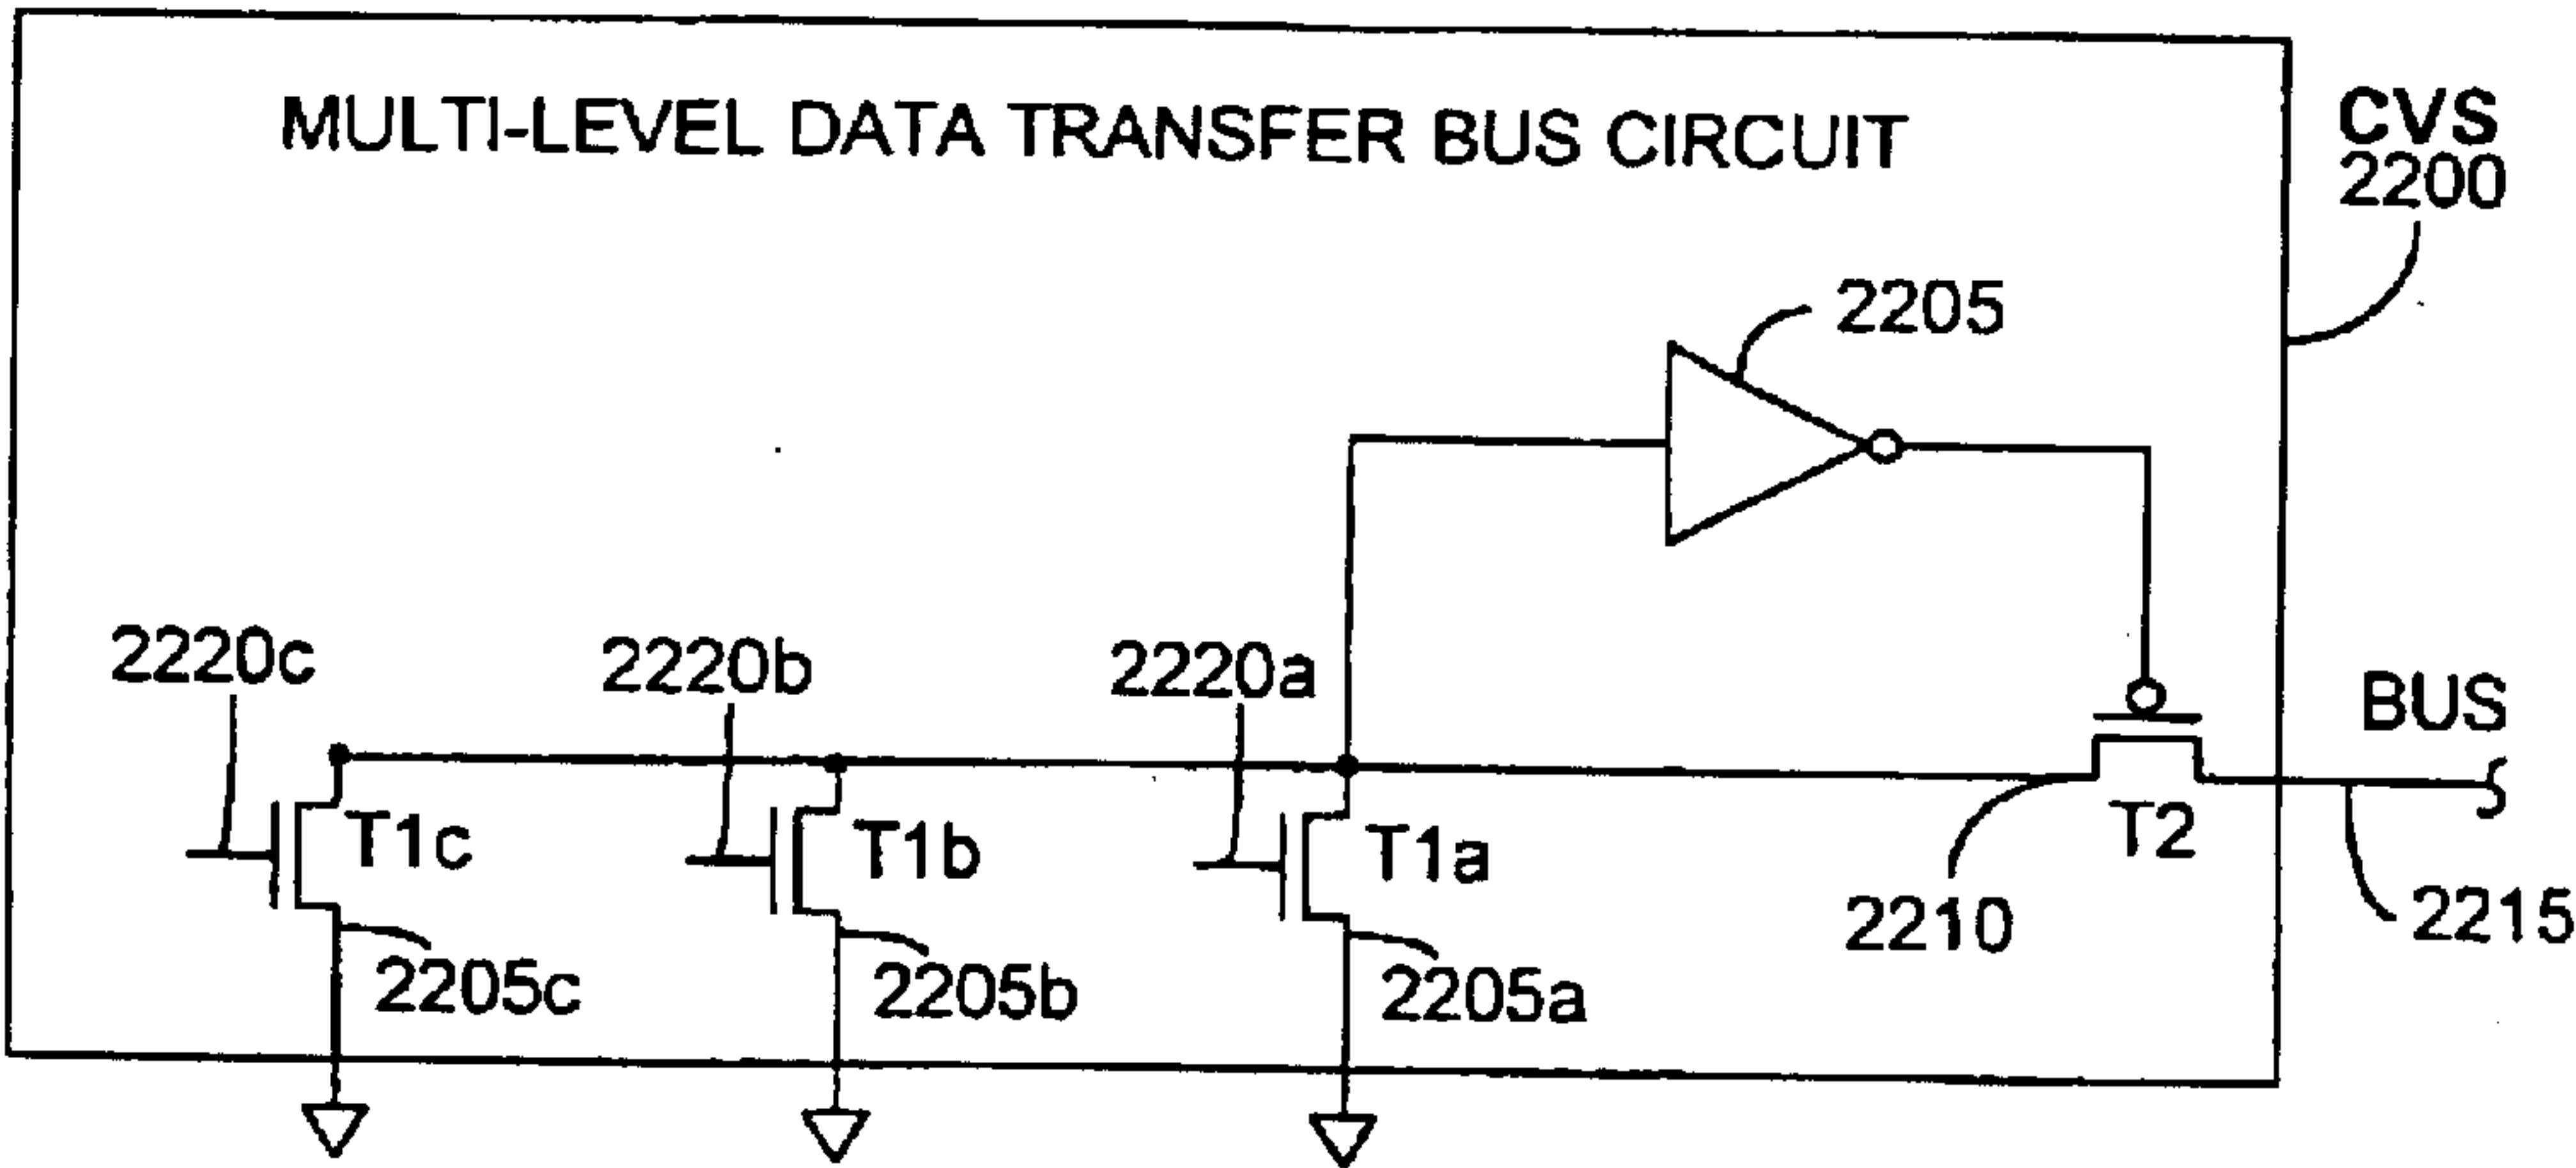 MULTI-LEVEL DATA TRANSFER BUS CIRCUIT
CVS
2200
2205
2220c
2220b
2220a
BUS
T1c
T1b
T1a
T2
2210
2215
2205c
2205b
2205a